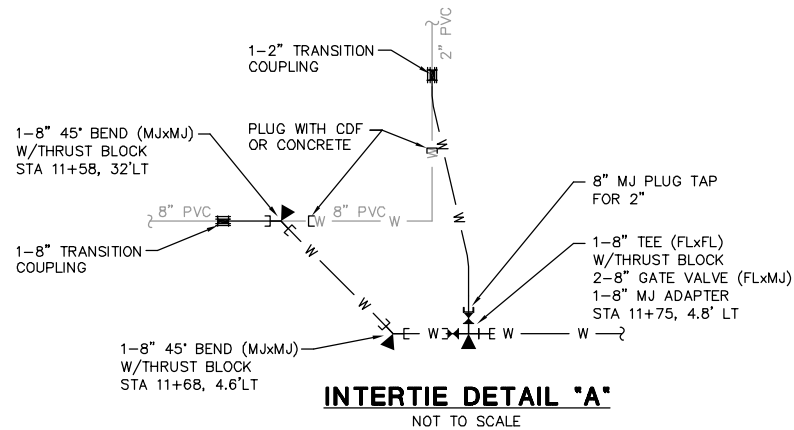 2" PVC
1-2" TRANSITION
COUPLING
1-8" 45° BEND (MJxMJ)
W/THRUST BLOCK
STA 11+58, 32'LT
PLUG WITH CDF
OR CONCRETE
W
W
8" MJ PLUG TAP
FOR 2"
8" PVC
W
8" PVC
W
W
1-8" TRANSITION
COUPLING
1-8" TEE (FLxFL)
W/THRUST BLOCK
2-8" GATE VALVE (FLxMJ)
1-8" MJ ADAPTER
STA 11+75, 4.8' LT
W
W
W
W
W
1-8" 45° BEND (MJxMJ)
W/THRUST BLOCK
STA 11+68, 4.6'LT
INTERTIE DETAIL "A"
NOT TO SCALE